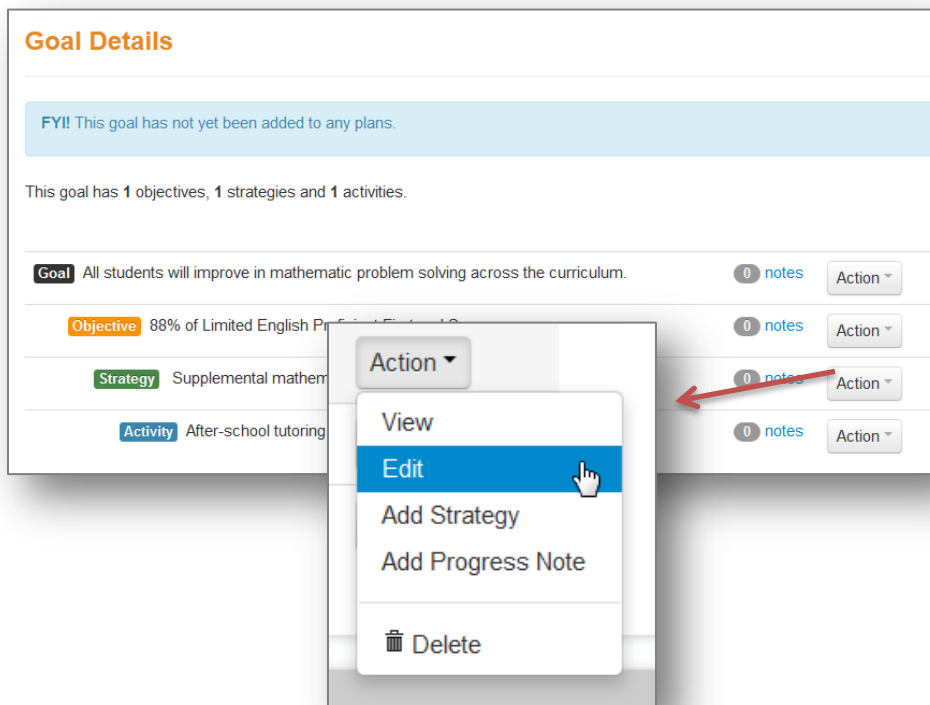 Goal Details
FYI! This goal has not yet been added to any plans.
This goal has 1 objectives, 1 strategies and 1 activities.
Goal All students will improve in mathematic problem solving across the curriculum. 0 notes Action
Objective 88% of Limited English 0 notes Action
Strategy Supplemental mathem 0 notes Action
Activity After-school tutoring 0 notes Action
Action
View
Edit
Add Strategy
Add Progress Note
Delete